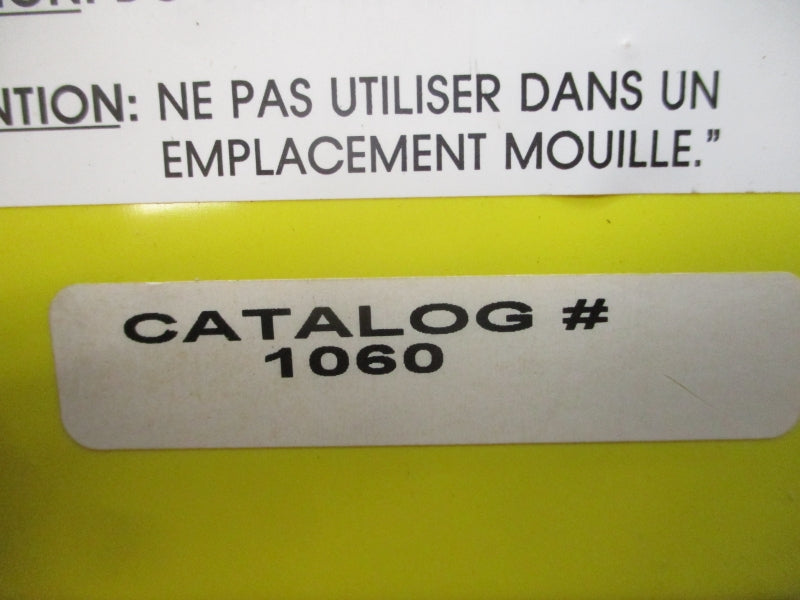 NTION: NE PAS UTILISER DANS UN
EMPLACEMENT MOUILLE.”
CATALOG #
1060